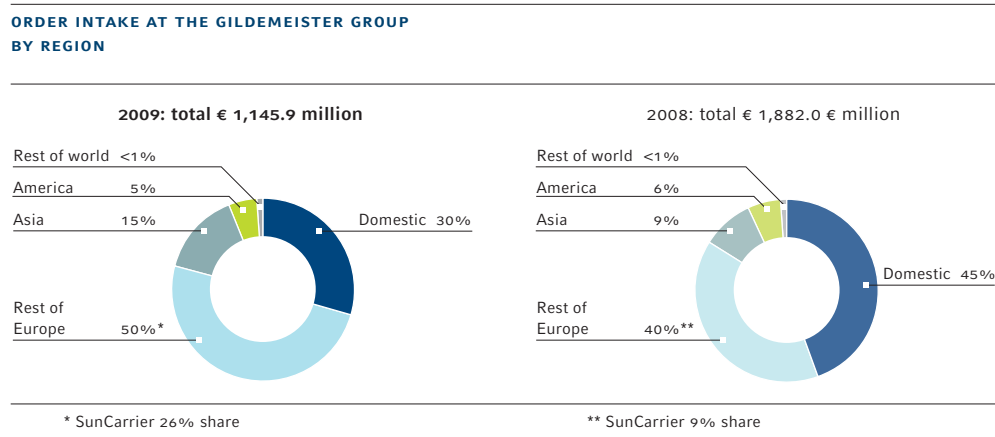 ORDER INTAKE AT THE GILDEMEISTER GROUP
BY REGION
2009: total € 1,145.9 million
Rest of world <1%
America 5%
Asia 15%
Domestic 30%
Rest of
Europe 50%*
* SunCarrier 26% share
2008: total € 1,882.0 € million
Rest of world <1%
America 6%
Asia 9%
Domestic 45%
Rest of
Europe 40%**
** SunCarrier 9% share